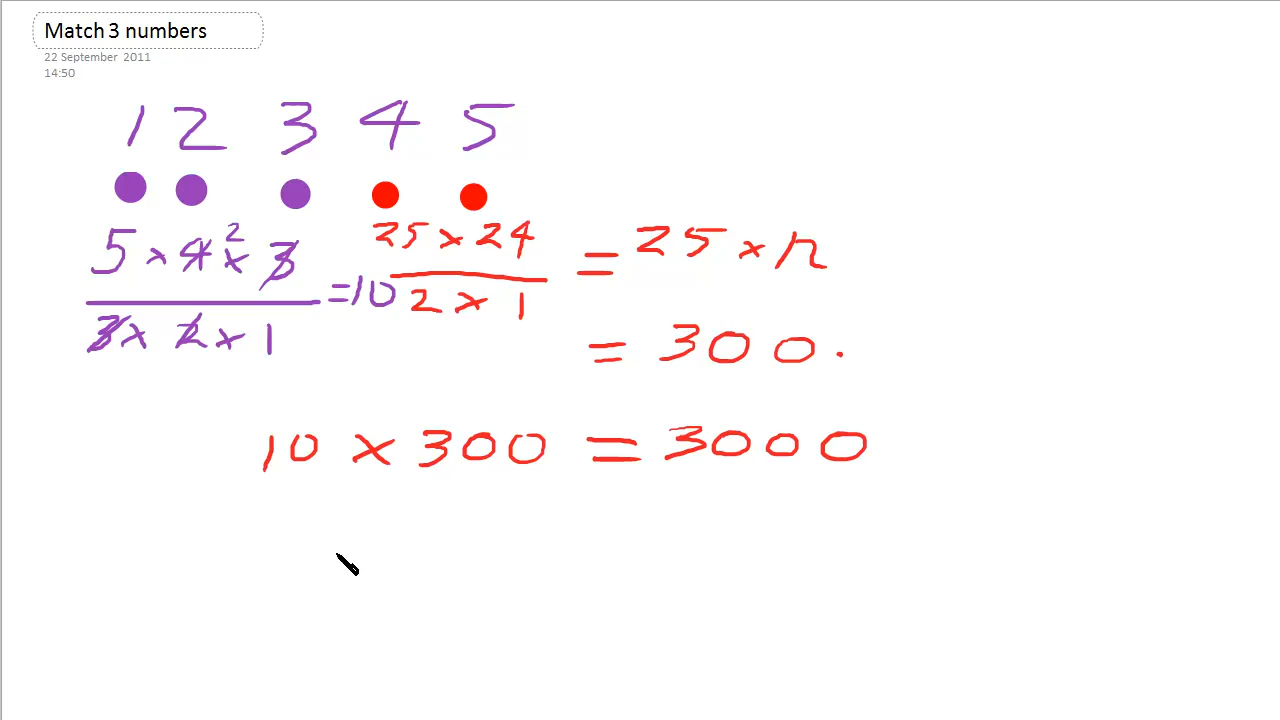 Match 3 numbers
22 September 2011
14:50
1 2 3 4 5
5 × 4 2 × 3
3 × 2 × 1
= 10
25 × 24
2 × 1
= 25 × 12
= 300.
10 × 300 = 3000